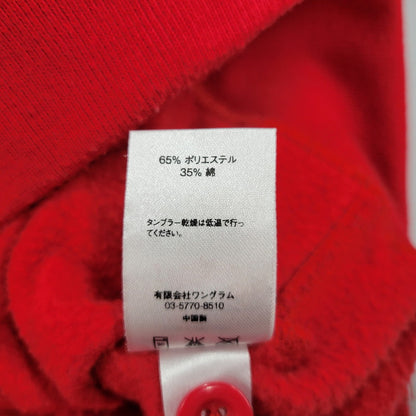 65% ポリエステル
35% 綿
タンブラー乾燥は低温で行っ
てください。
有限会社ワングラム
03-5770-8510
中国製